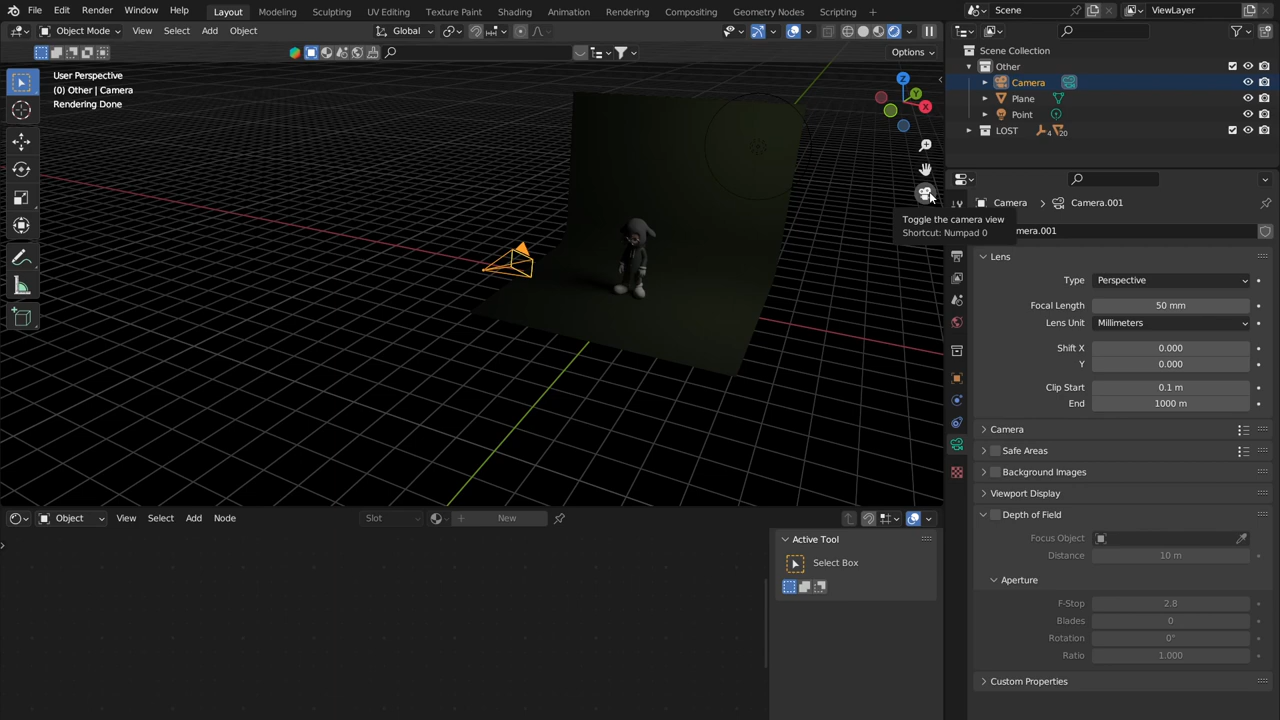 File Edit Render Window Help Layout Modeling Sculpting UV Editing Texture Paint Shading Animation Rendering Compositing Geometry Nodes Scripting + Scene ViewLayer
Object Mode View Select Add Object Global
Options
User Perspective
(0) Other | Camera
Rendering Done
X
Y
Z
Toggle the camera view
Shortcut: Numpad 0
Scene Collection
Other
Camera
Plane
Point
LOST 4 20
Camera > Camera.001
mera.001
Lens
Type Perspective
Focal Length 50 mm
Lens Unit Millimeters
Shift X 0.000
Y 0.000
Clip Start 0.1 m
End 1000 m
Camera
Safe Areas
Background Images
Viewport Display
Depth of Field
Focus Object
Distance 10 m
Aperture
F-Stop 2.8
Blades 0
Rotation 0°
Ratio 1.000
Custom Properties
Object View Select Add Node Slot New
Active Tool
Select Box